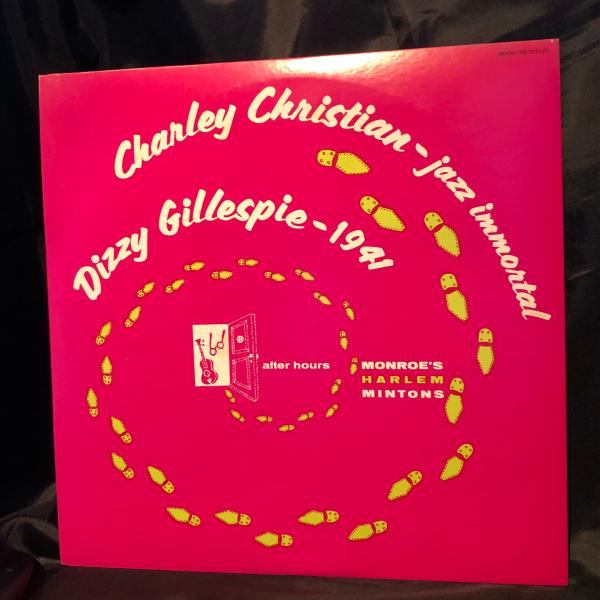 Charley Christian - jazz immortal
Dizzy Gillespie - 1941
after hours
MONROE'S
HARLEM
MINTONS